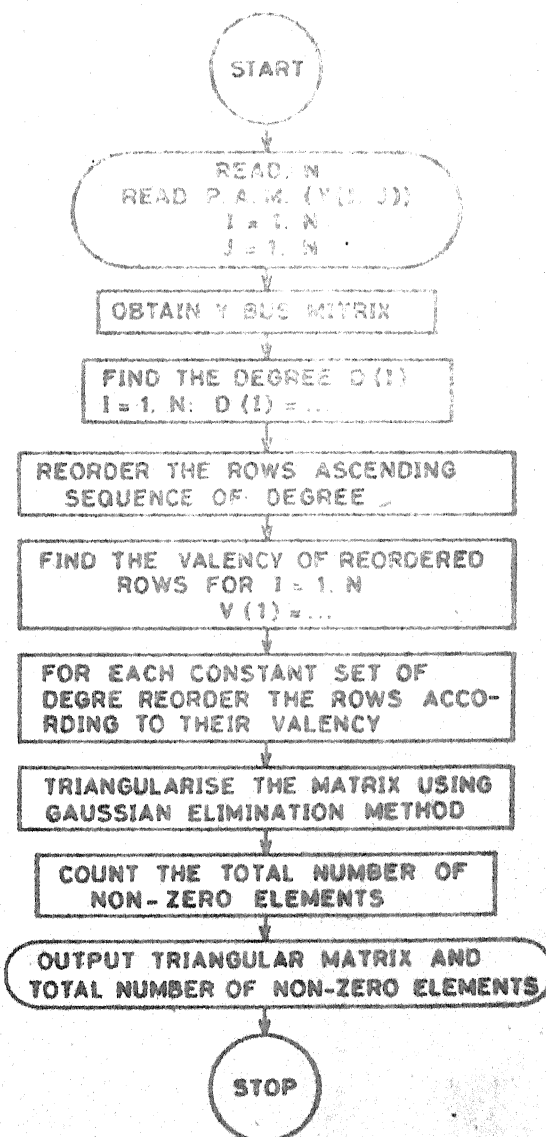 START
READ, N
READ P. A. M. (Y(I, J))
I = 1, N
J = 1, N
OBTAIN Y BUS MITRIX
FIND THE DEGREE D(I)
I = 1, N: D(I) = ...
REORDER THE ROWS ASCENDING
SEQUENCE OF DEGREE
FIND THE VALENCY OF REORDERED
ROWS FOR I = 1, N
V(1) = ...
FOR EACH CONSTANT SET OF
DEGRE REORDER THE ROWS ACCO-
RDING TO THEIR VALENCY
TRIANGULARISE THE MATRIX USING
GAUSSIAN ELIMINATION METHOD
COUNT THE TOTAL NUMBER OF
NON-ZERO ELEMENTS
OUTPUT TRIANGULAR MATRIX AND
TOTAL NUMBER OF NON-ZERO ELEMENTS
STOP